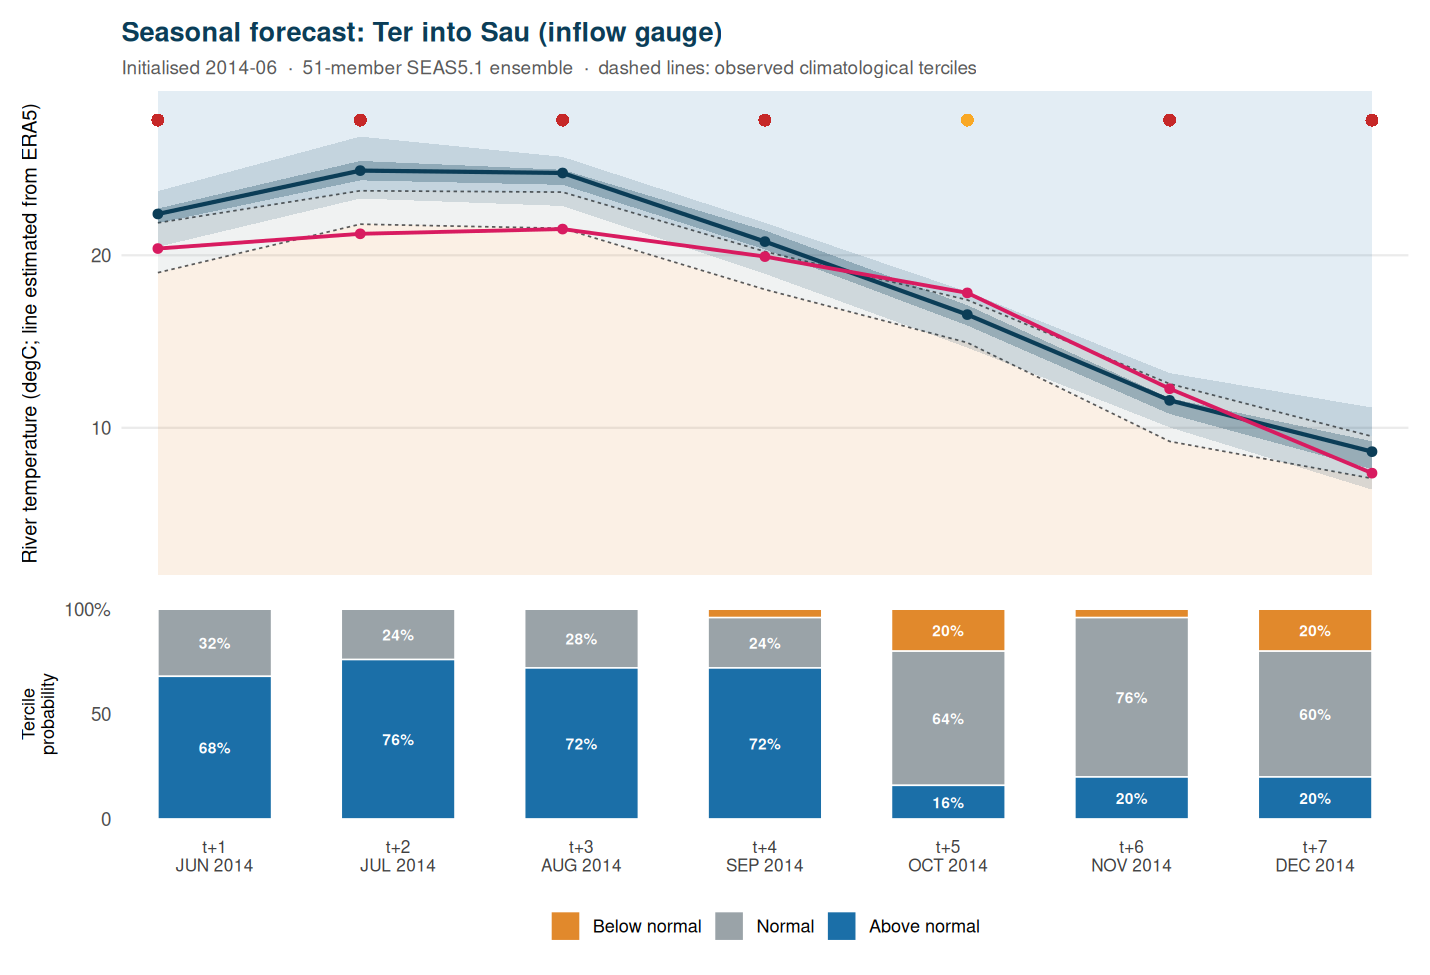 Seasonal forecast: Ter into Sau (inflow gauge)
Initialised 2014-06 · 51-member SEAS5.1 ensemble · dashed lines: observed climatological terciles
River temperature (degC; line estimated from ERA5)
20
10
Tercile
probability
100%
50
0
32%
24%
28%
24%
20%
20%
68%
76%
72%
72%
64%
76%
60%
16%
20%
20%
t+1 t+2 t+3 t+4 t+5 t+6 t+7
JUN 2014 JUL 2014 AUG 2014 SEP 2014 OCT 2014 NOV 2014 DEC 2014
Below normal Normal Above normal